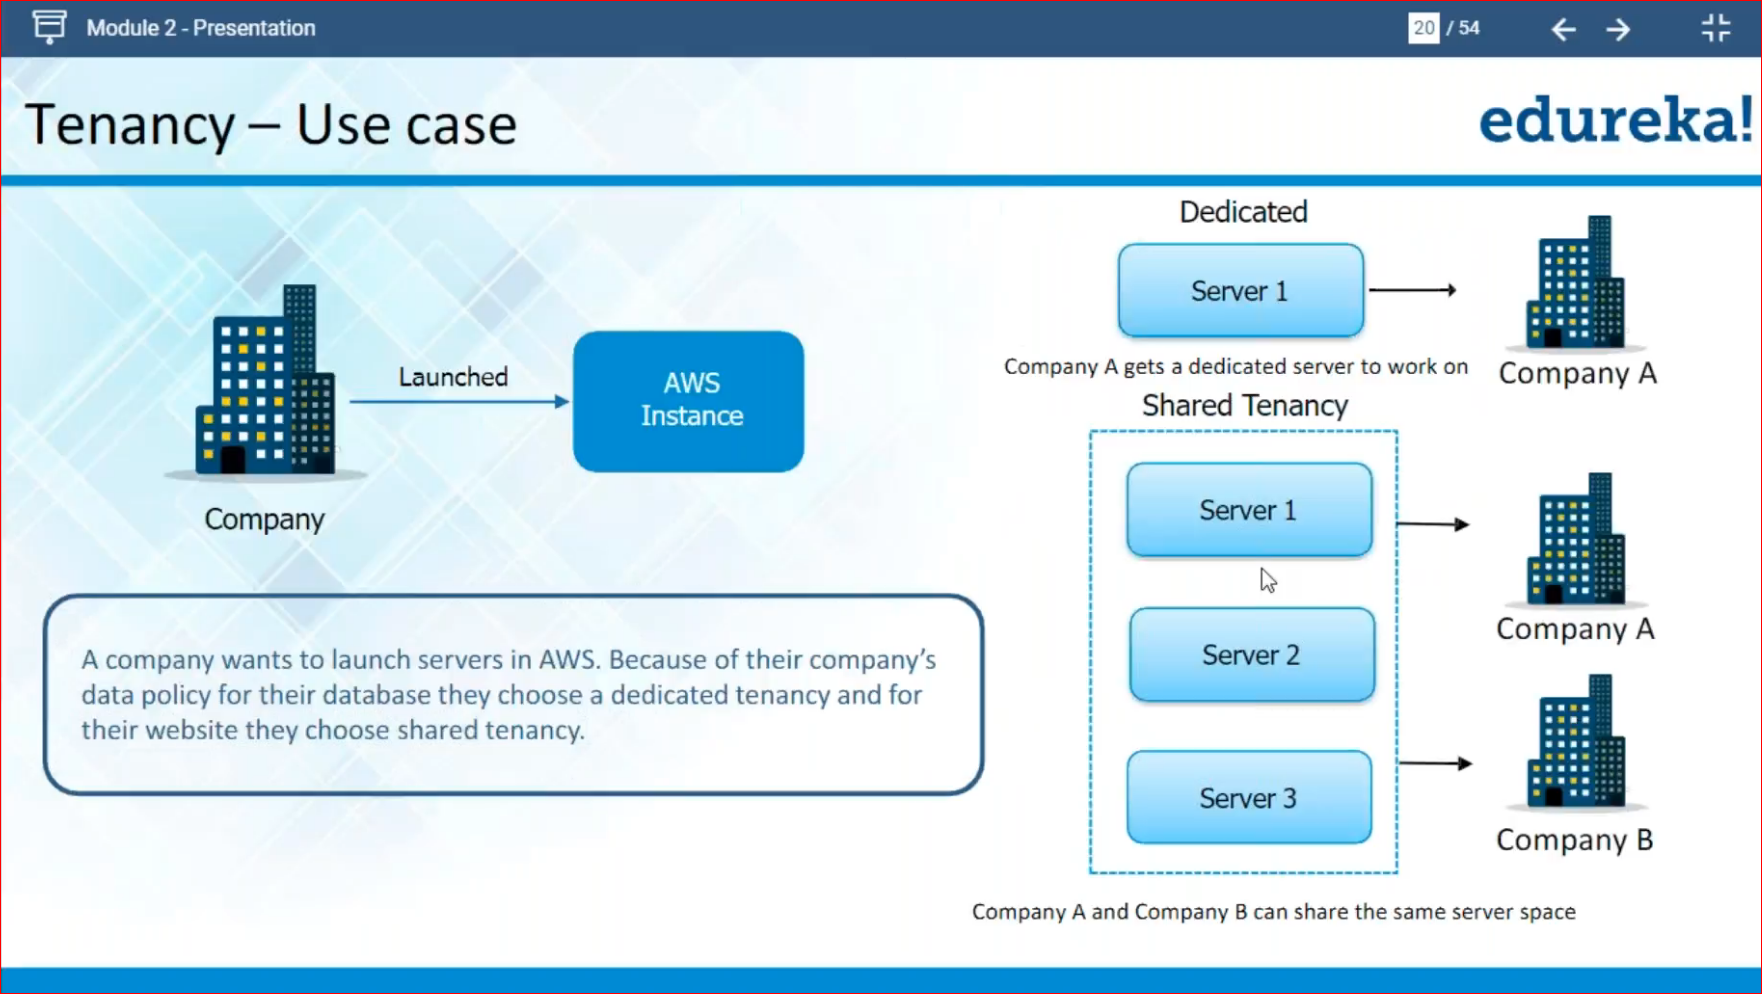 Module 2 - Presentation
20 / 54
Tenancy – Use case
edureka!
Launched
AWS
Instance
Company
A company wants to launch servers in AWS. Because of their company's
data policy for their database they choose a dedicated tenancy and for
their website they choose shared tenancy.
Dedicated
Server 1
Company A
Company A gets a dedicated server to work on
Shared Tenancy
Server 1
Company A
Server 2
Server 3
Company B
Company A and Company B can share the same server space